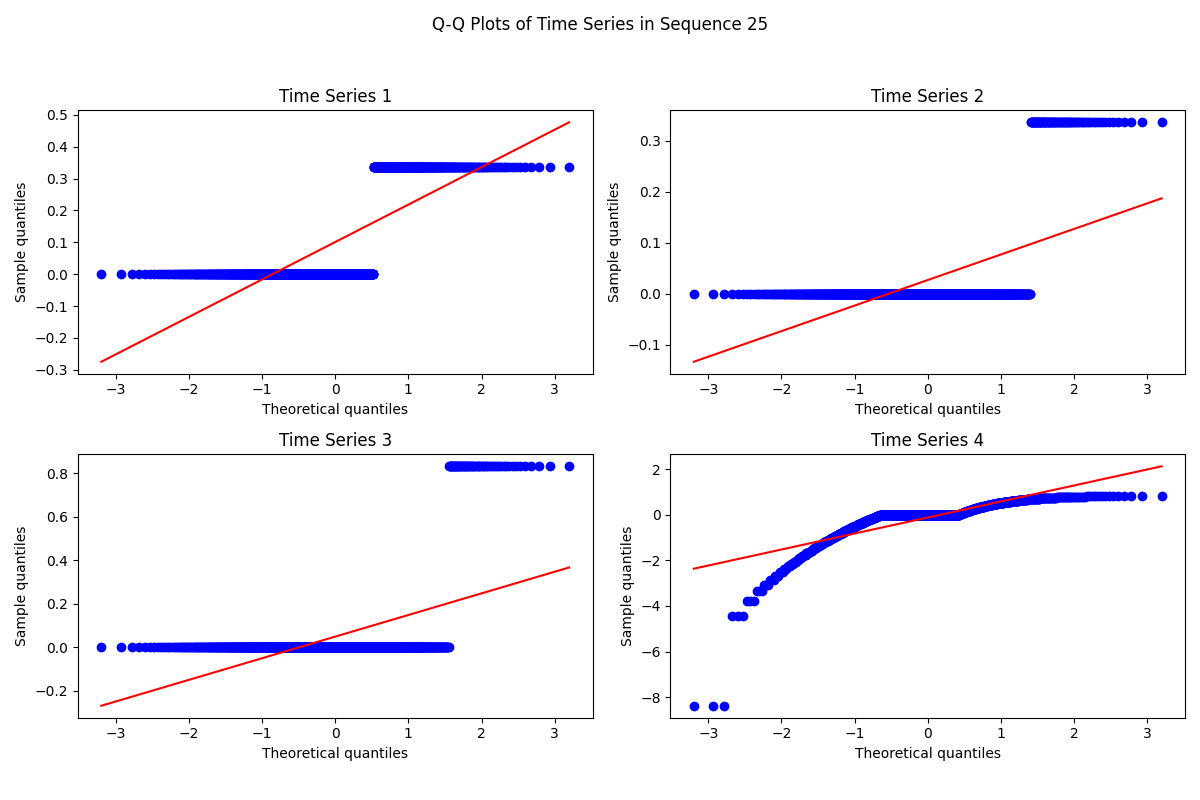 Q-Q Plots of Time Series in Sequence 25
Time Series 1
Sample quantiles
0.5
0.4
0.3
0.2
0.1
0.0
−0.1
−0.2
−0.3
−3 −2 −1 0 1 2 3
Theoretical quantiles
Time Series 2
Sample quantiles
0.3
0.2
0.1
0.0
−0.1
−3 −2 −1 0 1 2 3
Theoretical quantiles
Time Series 3
Sample quantiles
0.8
0.6
0.4
0.2
0.0
−0.2
−3 −2 −1 0 1 2 3
Theoretical quantiles
Time Series 4
Sample quantiles
2
0
−2
−4
−6
−8
−3 −2 −1 0 1 2 3
Theoretical quantiles